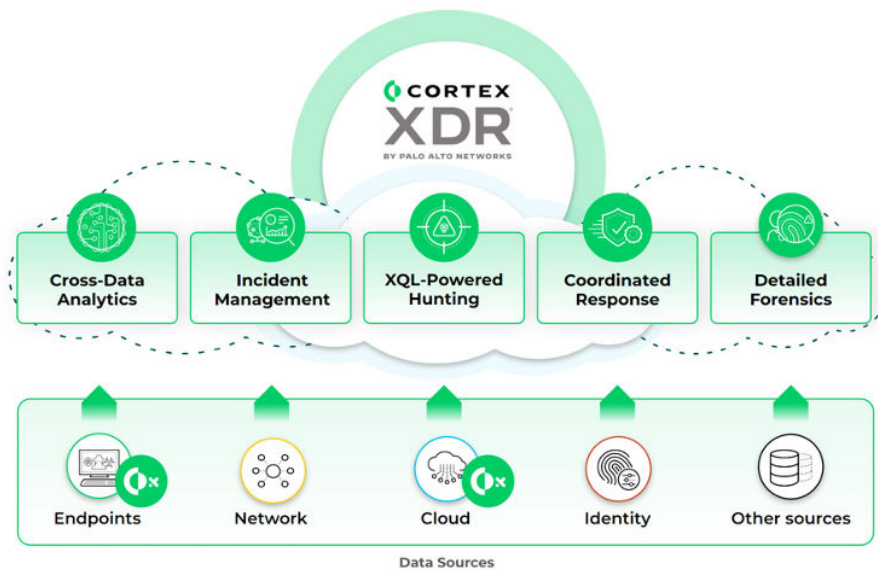 CORTEX
XDR
BY PALO ALTO NETWORKS
Cross-Data
Analytics
Incident
Management
XQL-Powered
Hunting
Coordinated
Response
Detailed
Forensics
Endpoints
Network
Cloud
Identity
Other sources
Data Sources